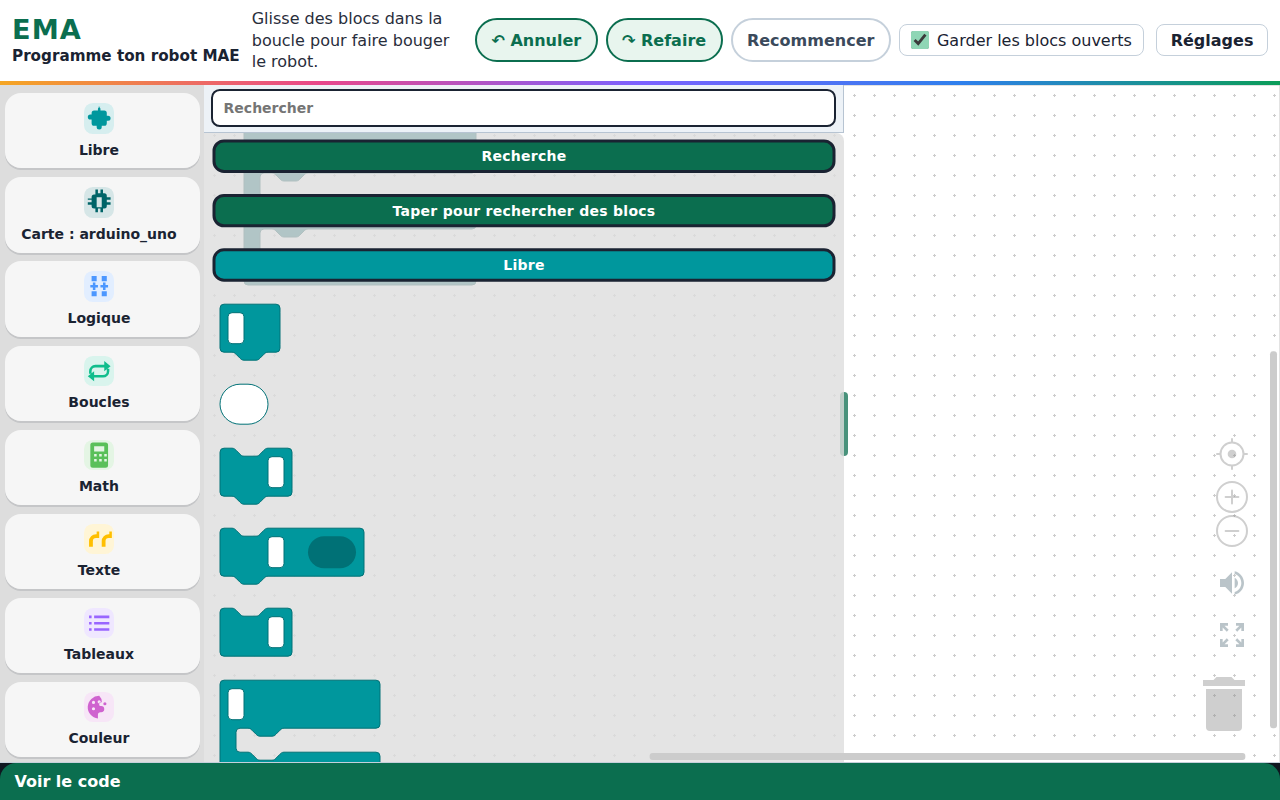 EMA
Programme ton robot MAE
Glisse des blocs dans la
boucle pour faire bouger
le robot.
↶ Annuler
↷ Refaire
Recommencer
Garder les blocs ouverts
Réglages
Libre
Carte : arduino_uno
Logique
Boucles
Math
Texte
Tableaux
Couleur
Rechercher
Recherche
Taper pour rechercher des blocs
Libre
Voir le code